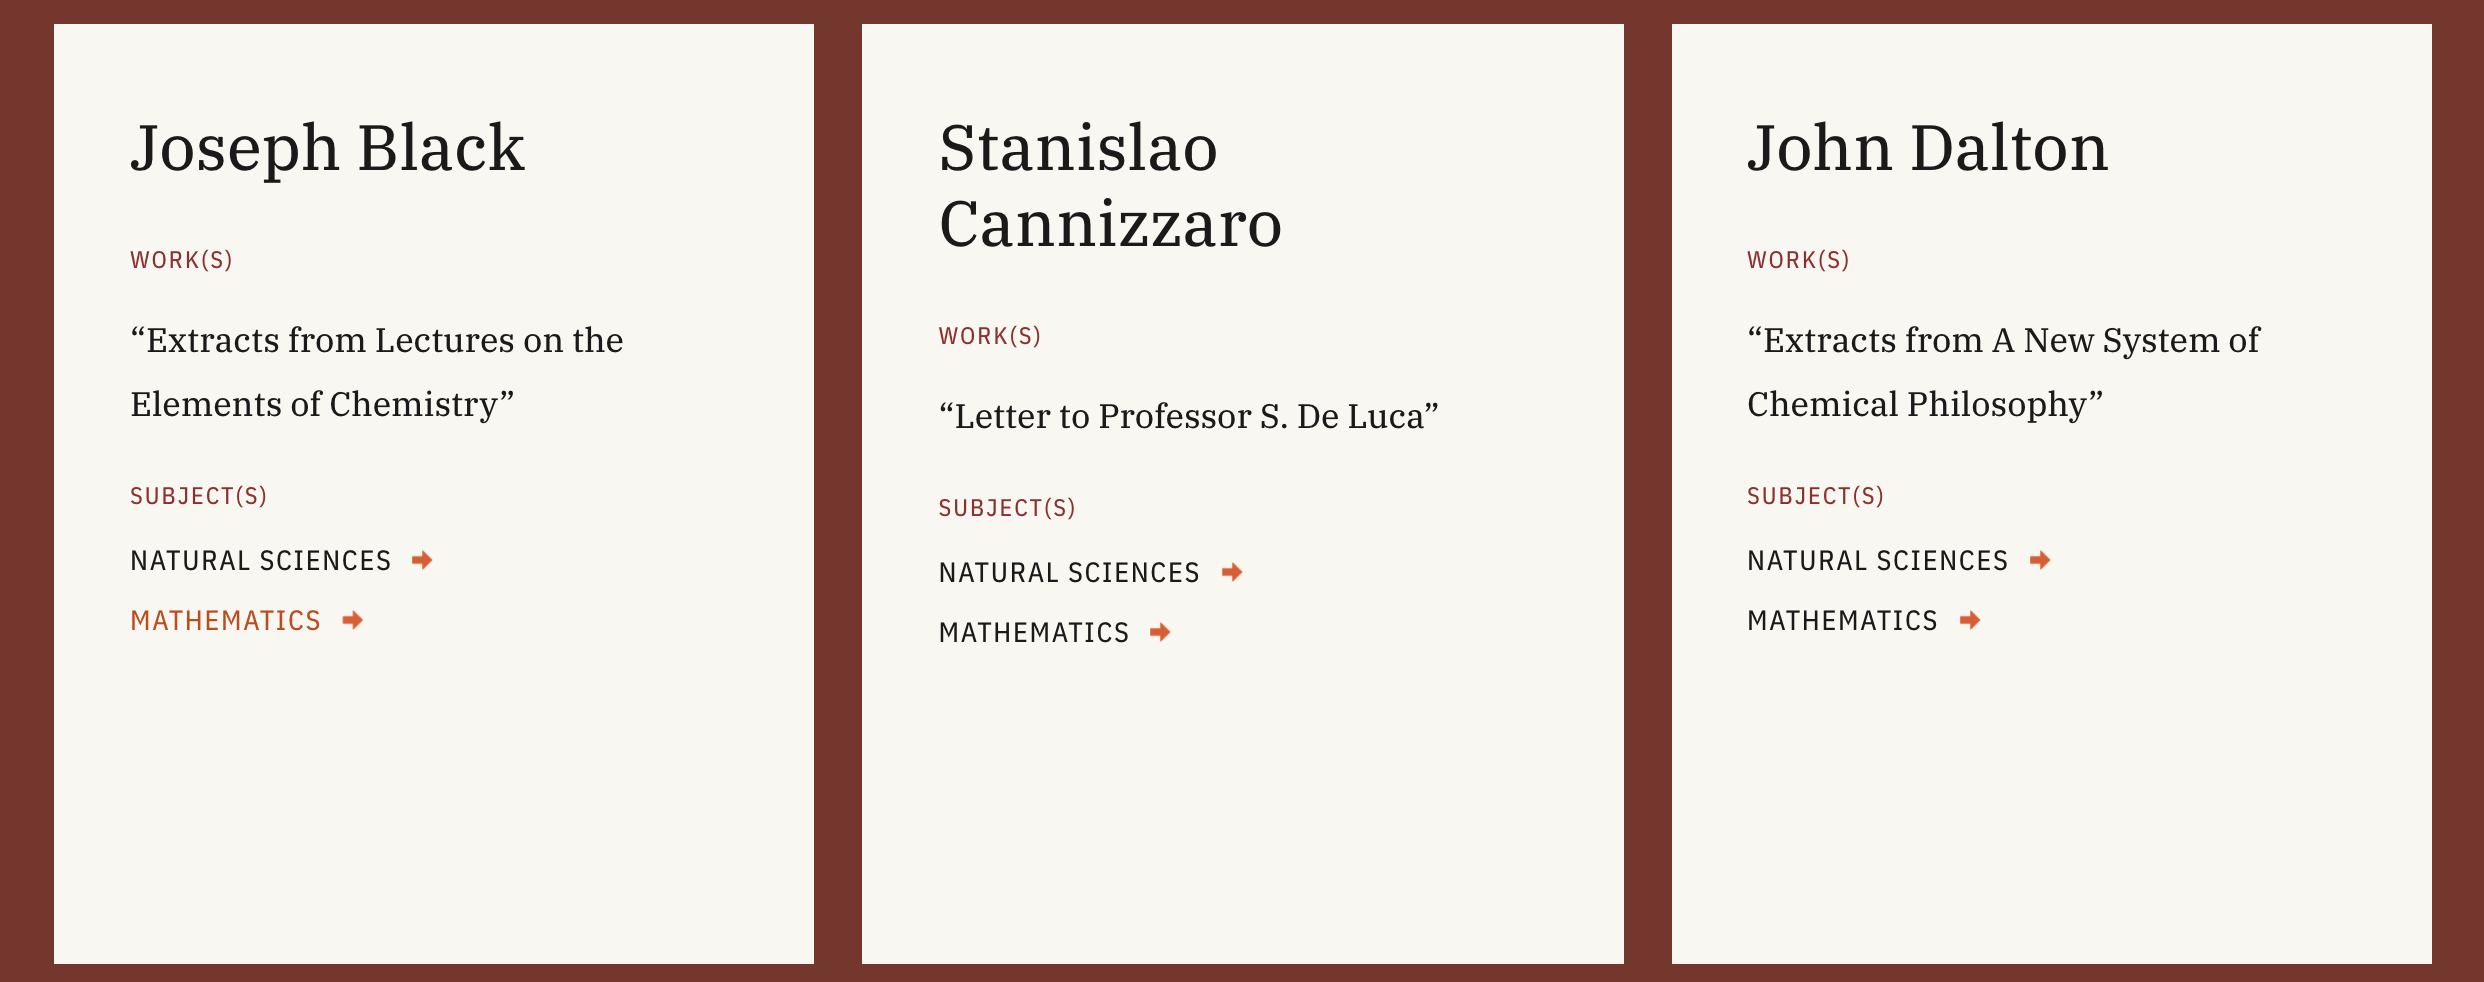 Joseph Black
WORK(S)
“Extracts from Lectures on the
Elements of Chemistry”
SUBJECT(S)
NATURAL SCIENCES
MATHEMATICS
Stanislao
Cannizzaro
WORK(S)
“Letter to Professor S. De Luca”
SUBJECT(S)
NATURAL SCIENCES
MATHEMATICS
John Dalton
WORK(S)
“Extracts from A New System of
Chemical Philosophy”
SUBJECT(S)
NATURAL SCIENCES
MATHEMATICS